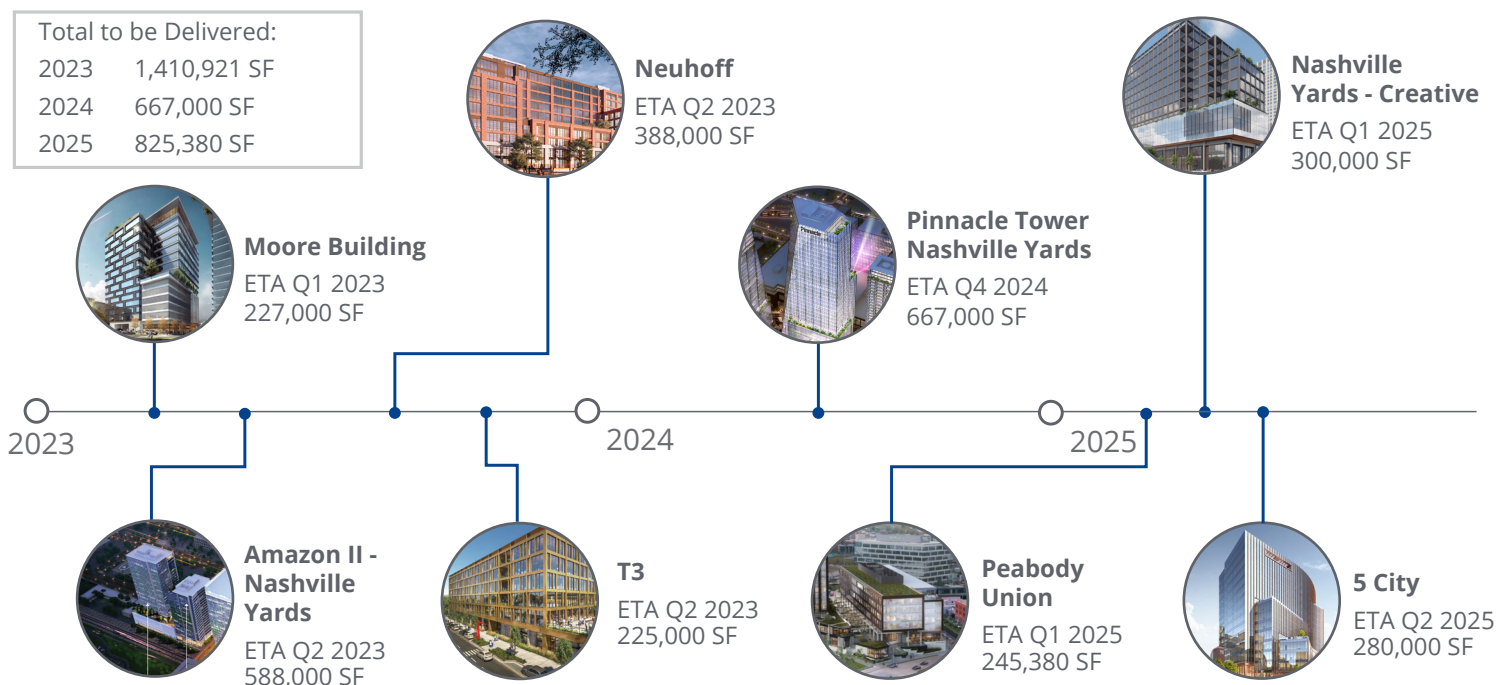 Total to be Delivered:
2023 1,410,921 SF
2024 667,000 SF
2025 825,380 SF
Neuhoff
ETA Q2 2023
388,000 SF
Nashville
Yards - Creative
ETA Q1 2025
300,000 SF
Moore Building
ETA Q1 2023
227,000 SF
Pinnacle Tower
Nashville Yards
ETA Q4 2024
667,000 SF
Pinnacle
2023
2024
2025
Amazon II -
Nashville
Yards
ETA Q2 2023
588,000 SF
T3
ETA Q2 2023
225,000 SF
Peabody
Union
ETA Q1 2025
245,380 SF
5 City
ETA Q2 2025
280,000 SF